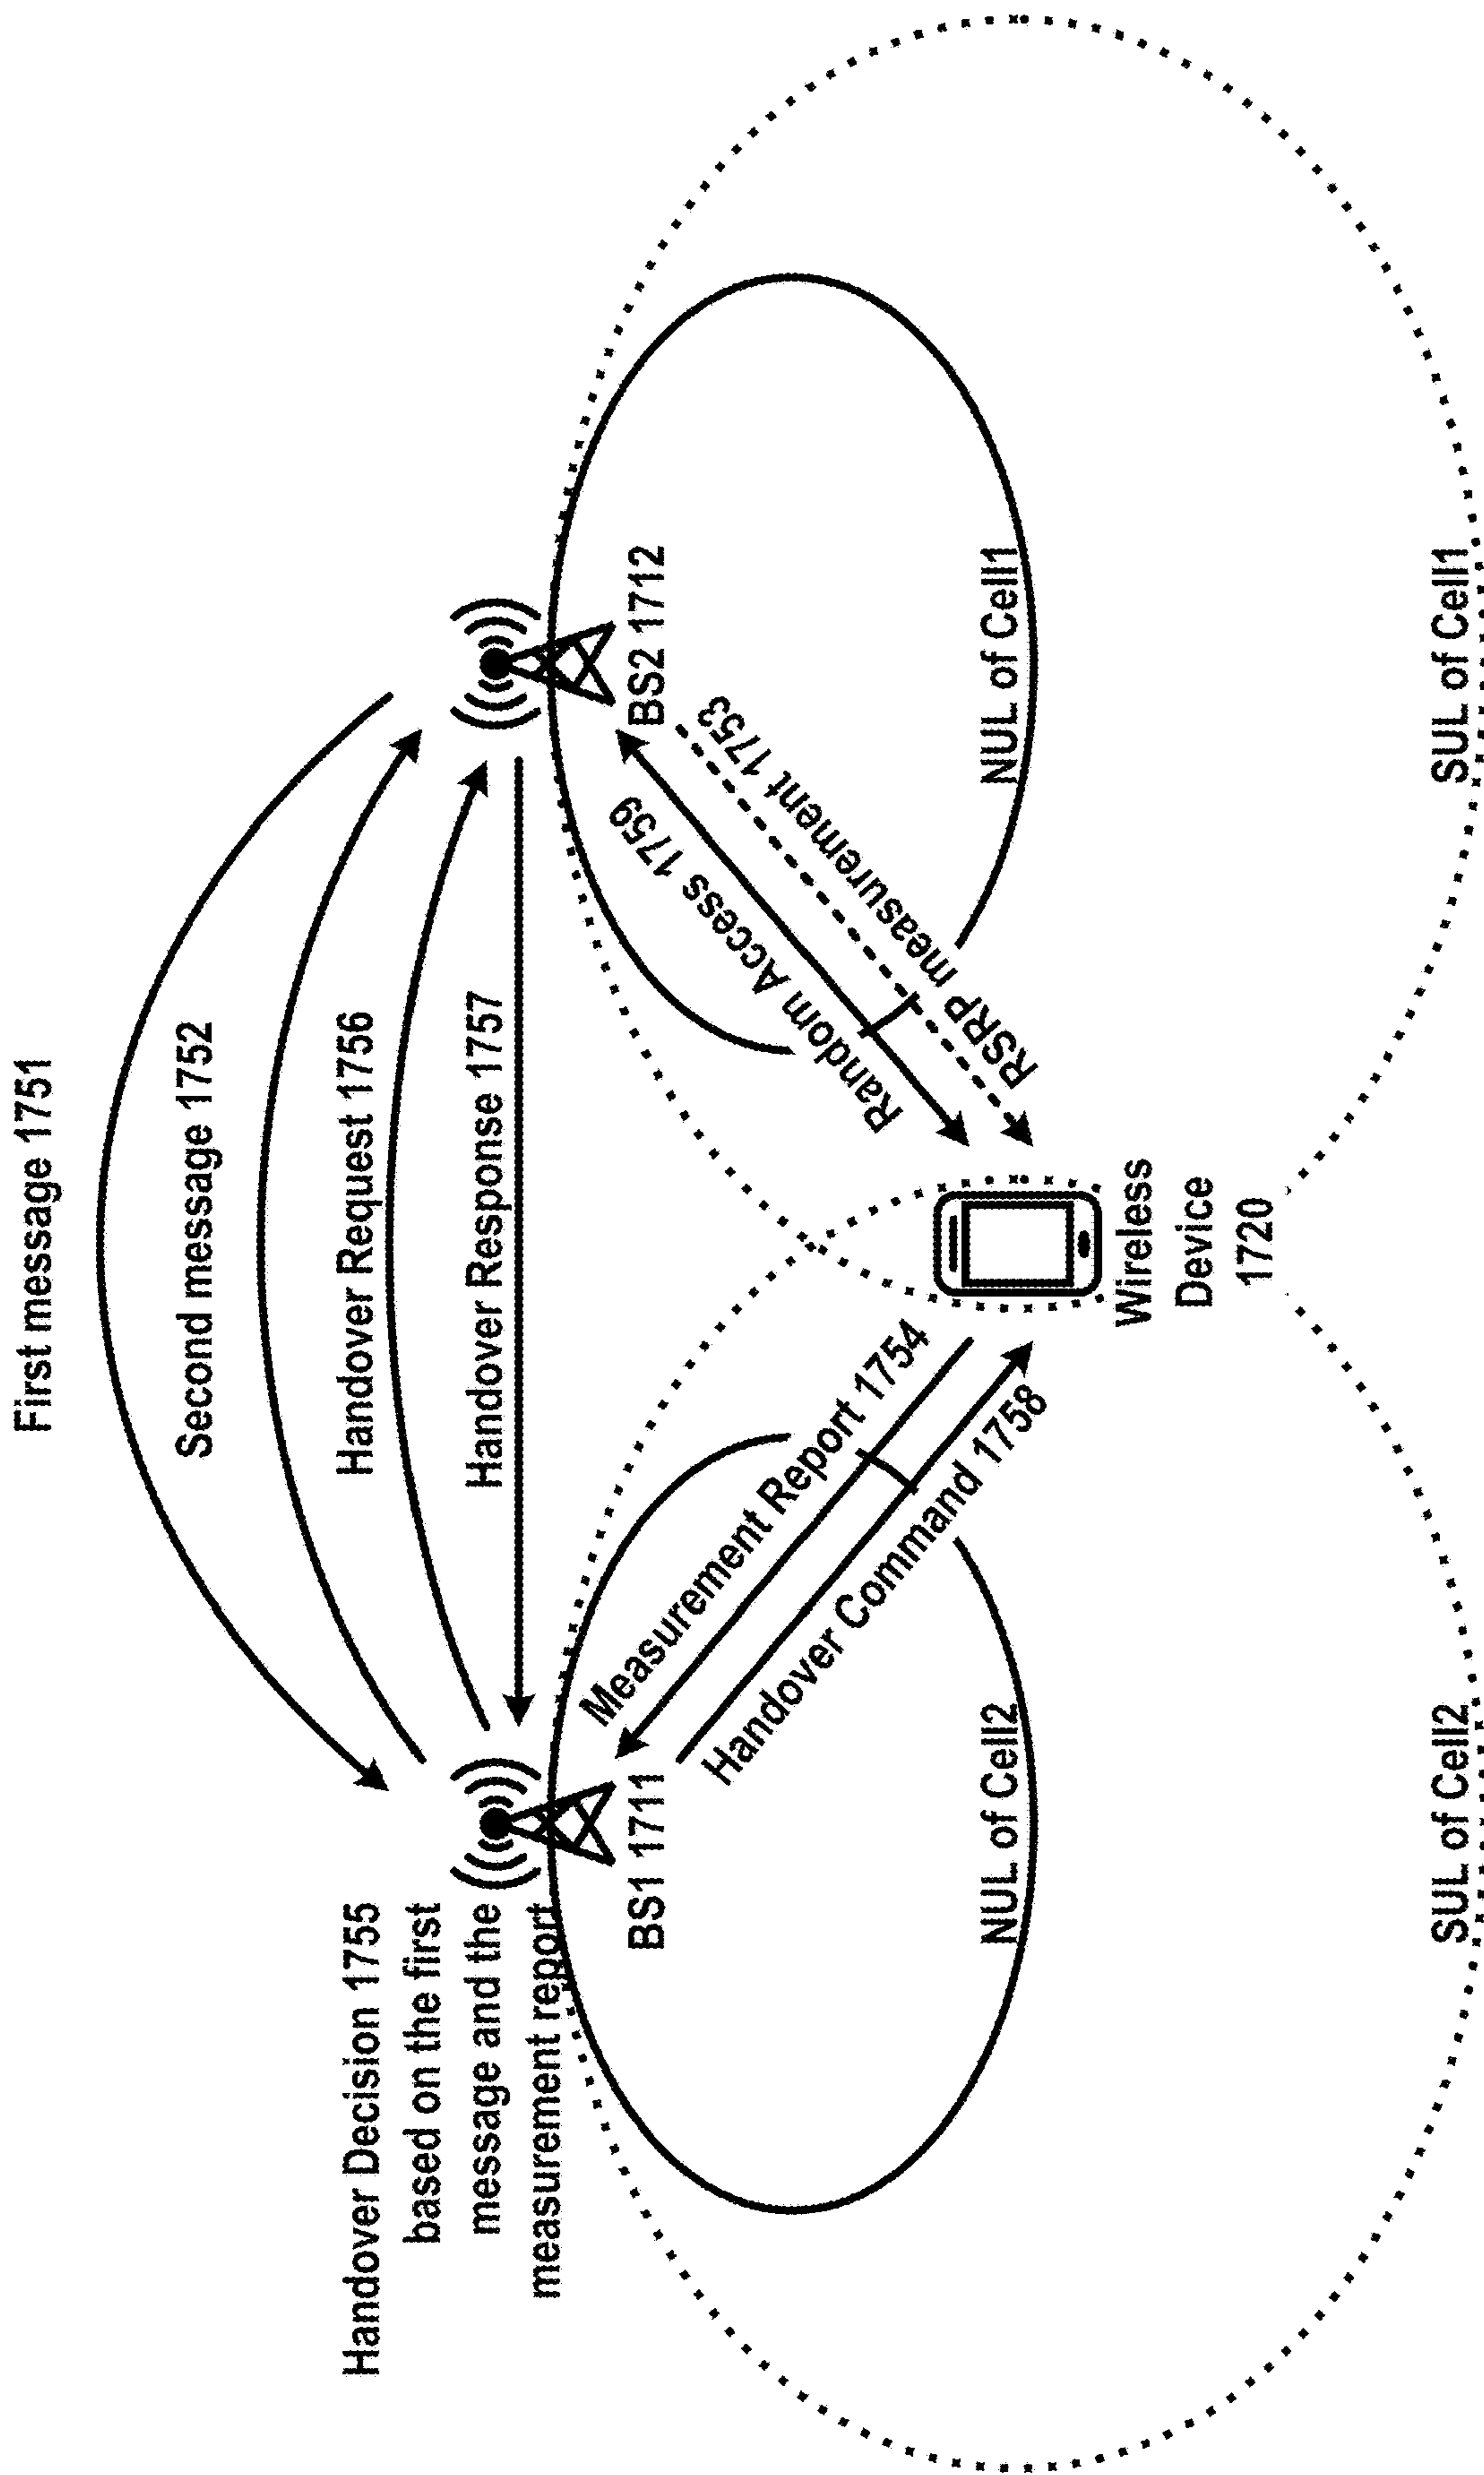 First message 1751
Second message 1752
Handover Request 1756
Handover Response 1757
Handover Decision 1755
based on the first
message and the
measurement report
BS1 1711
BS2 1712
Measurement Report 1754
Handover Command 1758
Random Access 1759
RSRP measurement 1753
Wireless
Device
1720
NUL of Cell2
NUL of Cell1
SUL of Cell2
SUL of Cell1